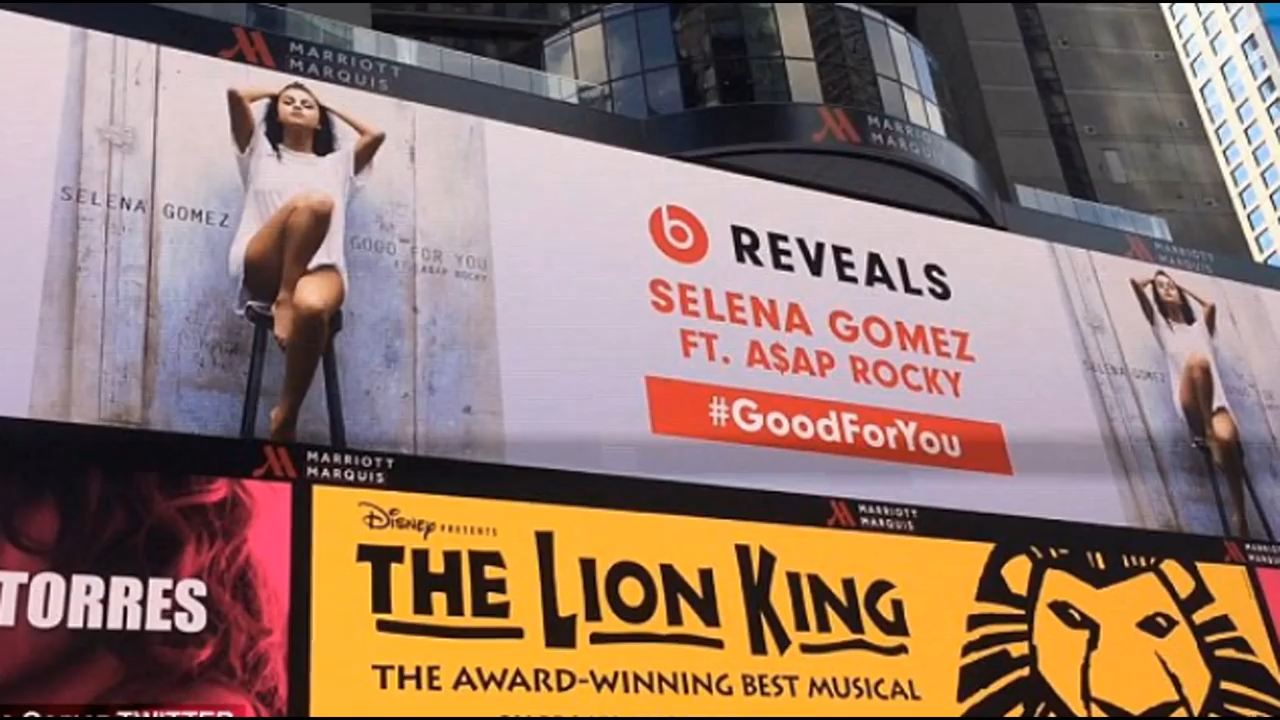 MARRIOTT
MARQUIS
MARRIOTT
MARRIOTT
MARQUIS
SELENA GOMEZ
GOOD FOR YOU
FT. A$AP ROCKY
b REVEALS
SELENA GOMEZ
FT. A$AP ROCKY
#GoodForYou
SELENA GOMEZ
MARRIOTT
MARQUIS
MARRIOTT
MARQUIS
TORRES
Disney PRESENTS
THE LION KING
THE AWARD-WINNING BEST MUSICAL
TWITTER